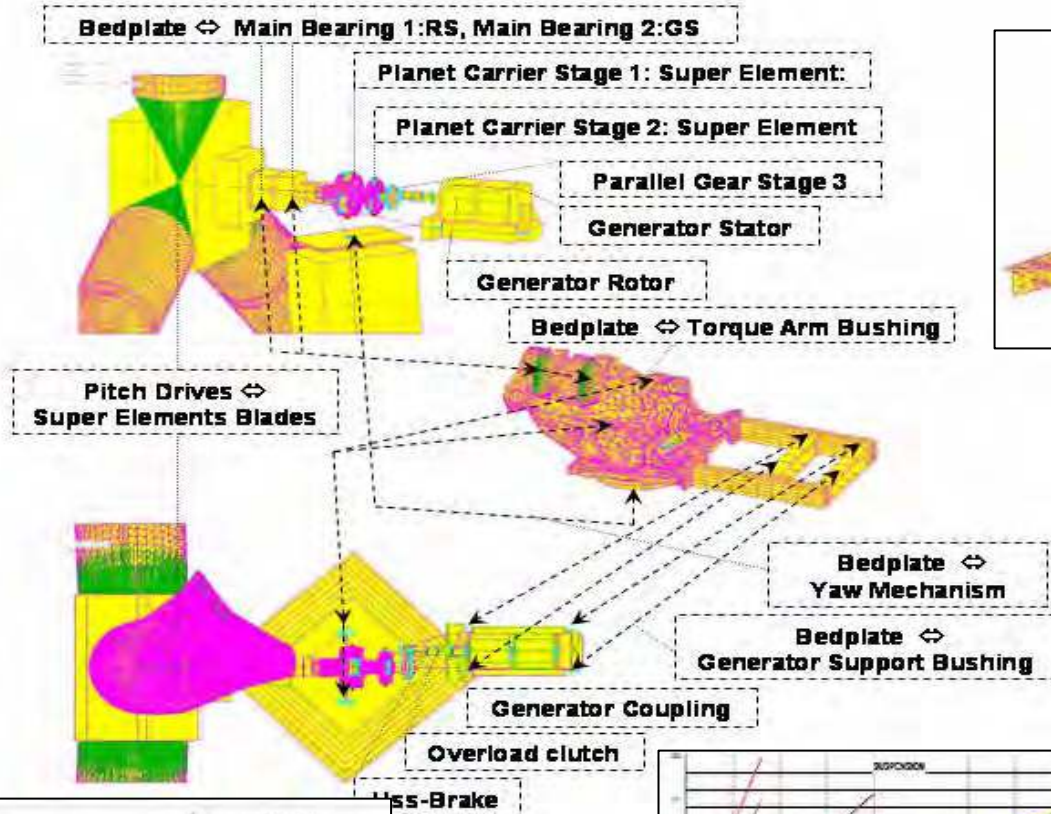 Bedplate ⇔ Main Bearing 1:RS, Main Bearing 2:GS
Planet Carrier Stage 1: Super Element:
Planet Carrier Stage 2: Super Element
Parallel Gear Stage 3
Generator Stator
Generator Rotor
Bedplate ⇔ Torque Arm Bushing
Pitch Drives ⇔
Super Elements Blades
Bedplate ⇔
Yaw Mechanism
Bedplate ⇔
Generator Support Bushing
Generator Coupling
Overload clutch
SUSPENSION
ss-Brake